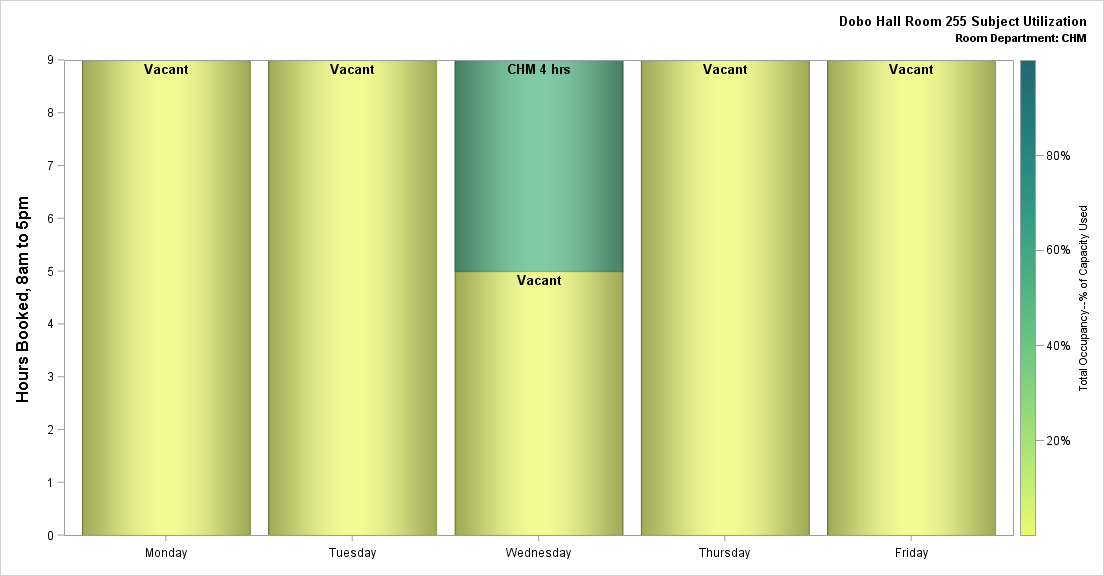 Dobo Hall Room 255 Subject Utilization
Room Department: CHM
Hours Booked, 8am to 5pm
9
8
7
6
5
4
3
2
1
0
Vacant
Vacant
CHM 4 hrs
Vacant
Vacant
Vacant
Monday
Tuesday
Wednesday
Thursday
Friday
80%
60%
40%
20%
Total Occupancy--% of Capacity Used